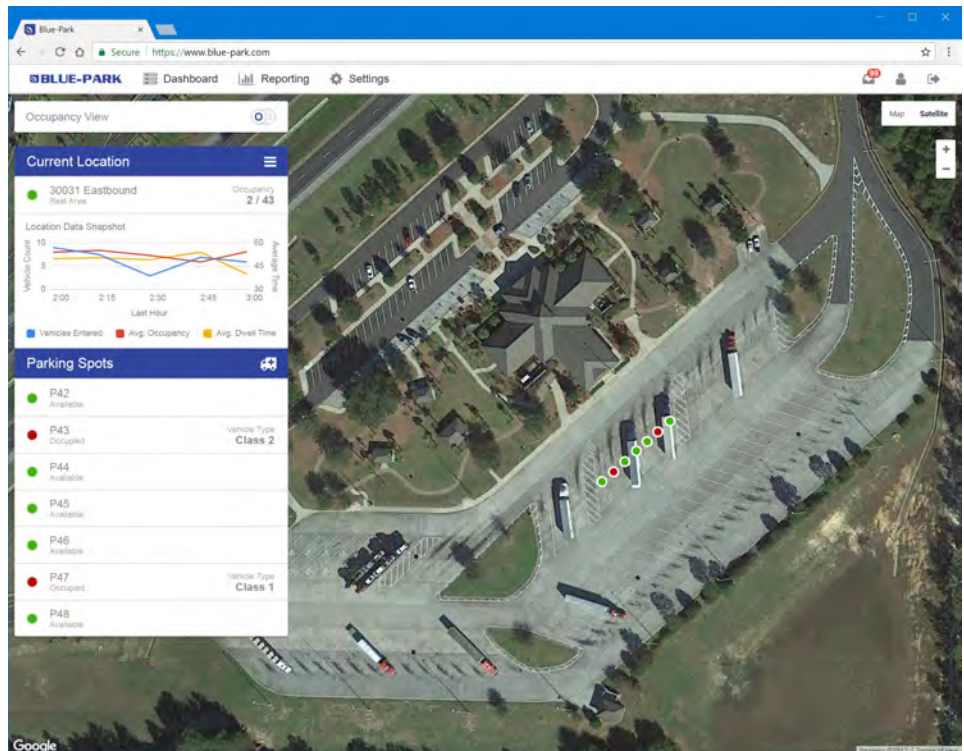 Blue-Park
Secure https://www.blue-park.com
BLUE-PARK Dashboard Reporting Settings 99
Occupancy View
Map Satellite
+
−
Current Location
30031 Eastbound Occupancy
Rest Area 2 / 43
Location Data Snapshot
10 60
5 45
0 30
Vehicle Count
Average Time
2:00 2:15 2:30 2:45 3:00
Last Hour
Vehicles Entered Avg. Occupancy Avg. Dwell Time
Parking Spots
P42
Available
P43 Vehicle Type
Occupied Class 2
P44
Available
P45
Available
P46
Available
P47 Vehicle Type
Occupied Class 1
P48
Available
Google